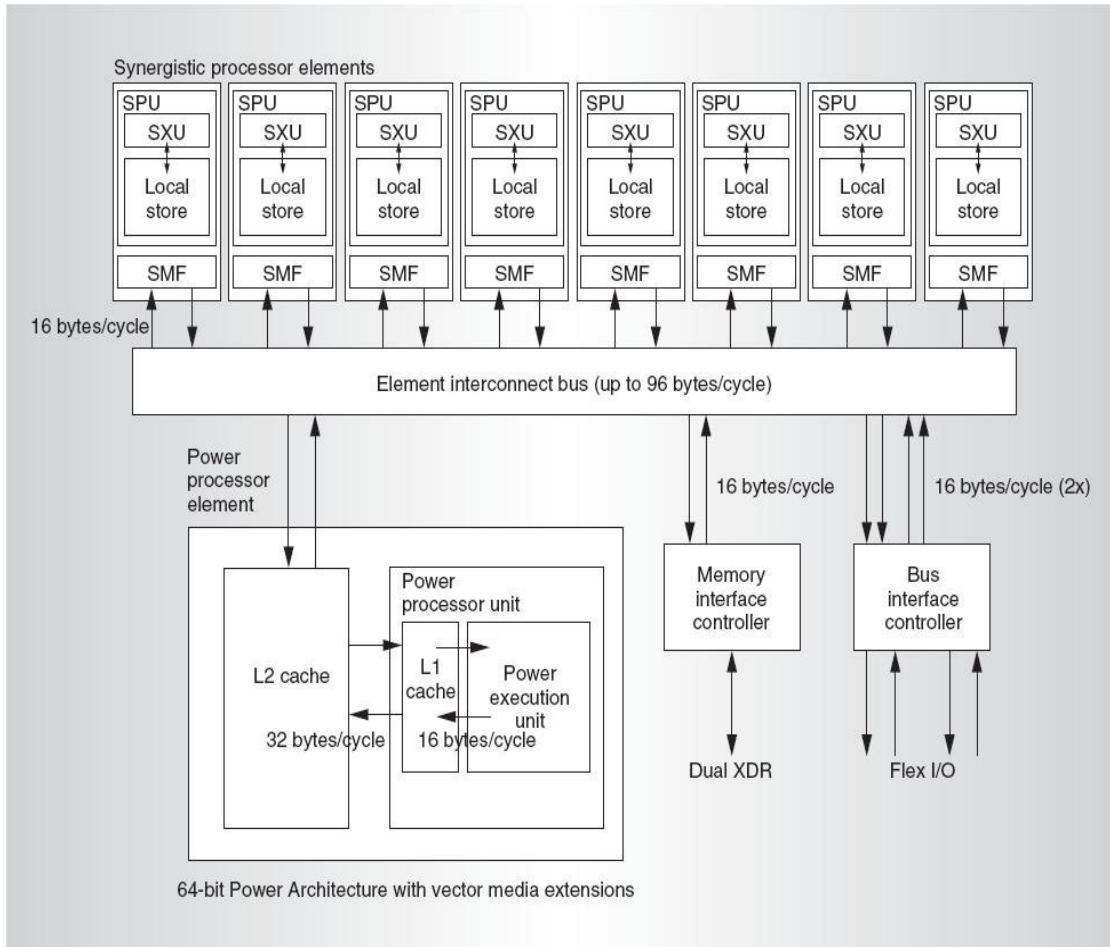 Synergistic processor elements
SPU SPU SPU SPU SPU SPU SPU SPU
SXU SXU SXU SXU SXU SXU SXU SXU
Local Local Local Local Local Local Local Local
store store store store store store store store
SMF SMF SMF SMF SMF SMF SMF SMF
16 bytes/cycle
Element interconnect bus (up to 96 bytes/cycle)
Power
processor
element
16 bytes/cycle
16 bytes/cycle (2x)
Power
processor unit
L2 cache
L1
cache
Power
execution
unit
32 bytes/cycle
16 bytes/cycle
Memory
interface
controller
Bus
interface
controller
Dual XDR
Flex I/O
64-bit Power Architecture with vector media extensions